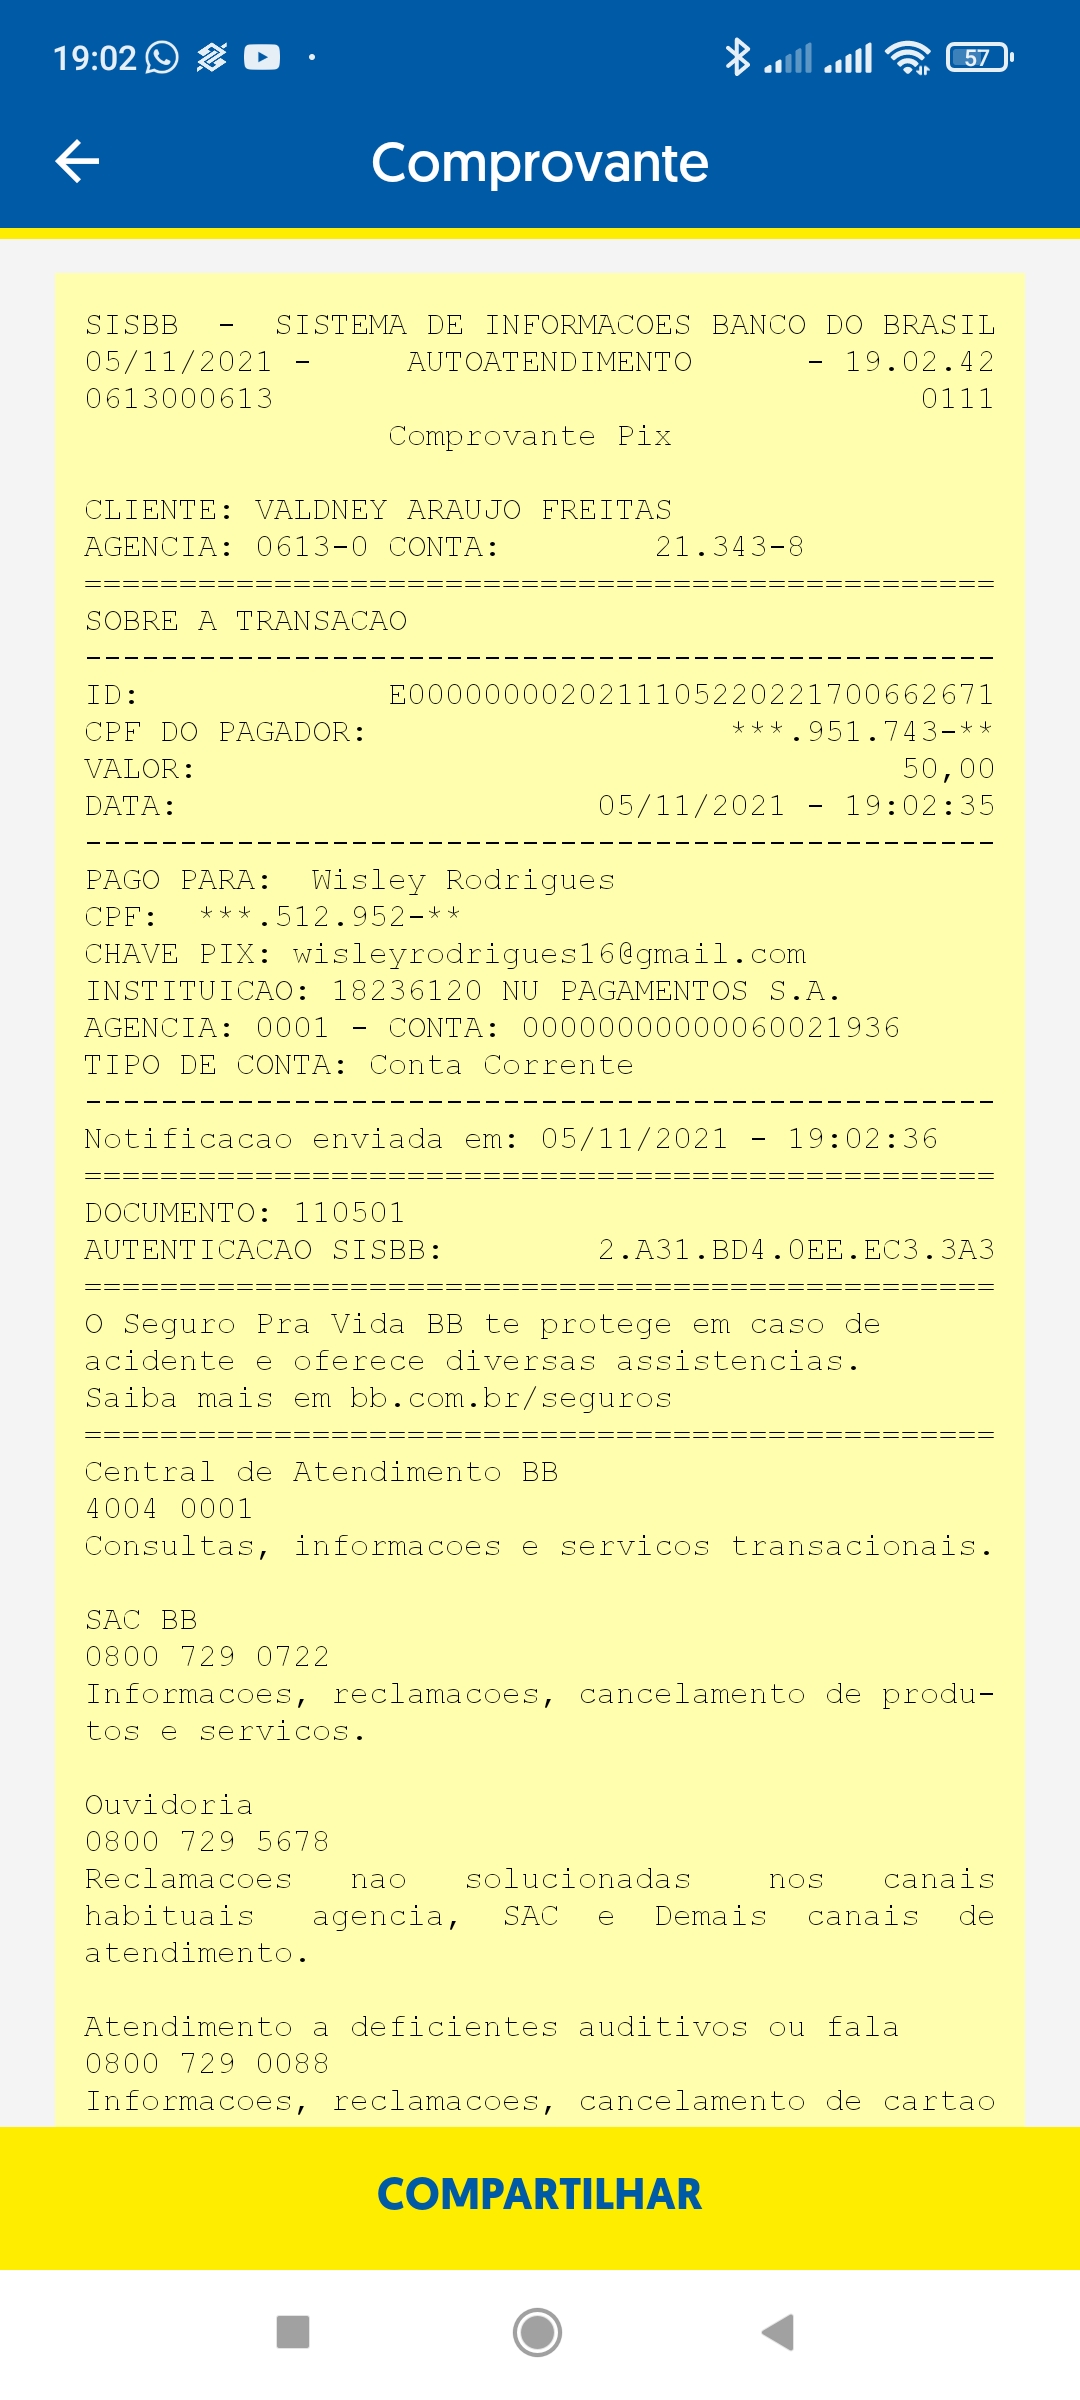 19:02
57
Comprovante
SISBB - SISTEMA DE INFORMACOES BANCO DO BRASIL
05/11/2021 - AUTOATENDIMENTO - 19.02.42
0613000613 0111
Comprovante Pix
CLIENTE: VALDNEY ARAUJO FREITAS
AGENCIA: 0613-0 CONTA: 21.343-8
================================================
SOBRE A TRANSACAO
------------------------------------------------
ID: E00000000202111052202217006​62671
CPF DO PAGADOR: ***.951.743-**
VALOR: 50,00
DATA: 05/11/2021 - 19:02:35
------------------------------------------------
PAGO PARA: Wisley Rodrigues
CPF: ***.512.952-**
CHAVE PIX: wisleyrodrigues16@gmail.com
INSTITUICAO: 18236120 NU PAGAMENTOS S.A.
AGENCIA: 0001 - CONTA: 00000000000060021936
TIPO DE CONTA: Conta Corrente
------------------------------------------------
Notificacao enviada em: 05/11/2021 - 19:02:36
================================================
DOCUMENTO: 110501
AUTENTICACAO SISBB: 2.A31.BD4.0EE.EC3.3A3
================================================
O Seguro Pra Vida BB te protege em caso de
acidente e oferece diversas assistencias.
Saiba mais em bb.com.br/seguros
================================================
Central de Atendimento BB
4004 0001
Consultas, informacoes e servicos transacionais.
SAC BB
0800 729 0722
Informacoes, reclamacoes, cancelamento de produ-
tos e servicos.
Ouvidoria
0800 729 5678
Reclamacoes nao solucionadas nos canais
habituais agencia, SAC e Demais canais de
atendimento.
Atendimento a deficientes auditivos ou fala
0800 729 0088
Informacoes, reclamacoes, cancelamento de cartao
COMPARTILHAR